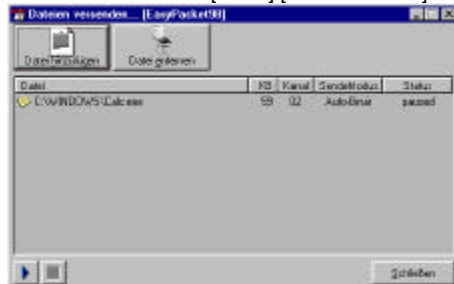 Dateien versenden... [EasyPacket98]
Datei hinzufügen Datei entfernen
Datei KB Kanal SendeModus Status
C:\WINDOWS\Calc.exe 59 02 Auto-Binär paused
Schließen